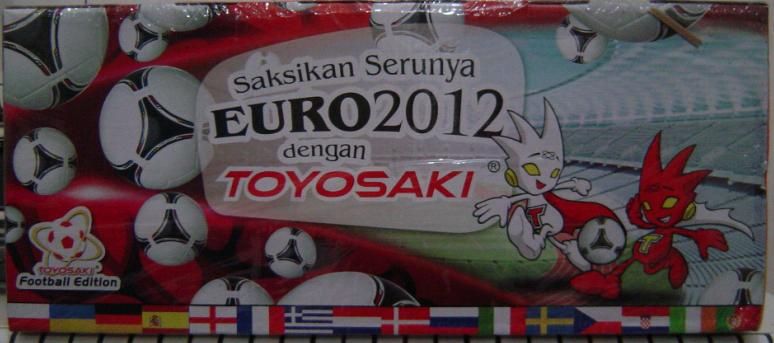 Saksikan Serunya
EURO2012
dengan
TOYOSAKI®
T
T
TOYOSAKI
Football Edition